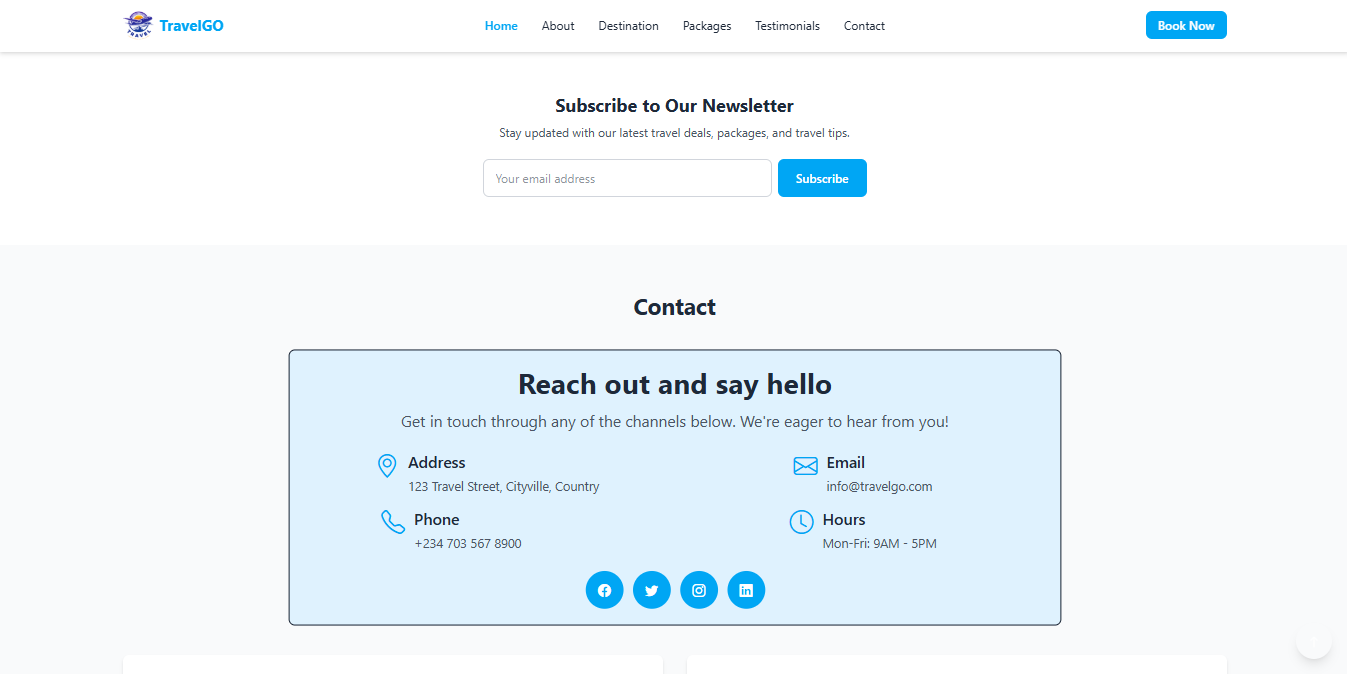 TravelGO
Home About Destination Packages Testimonials Contact
Book Now
Subscribe to Our Newsletter
Stay updated with our latest travel deals, packages, and travel tips.
Your email address
Subscribe
Contact
Reach out and say hello
Get in touch through any of the channels below. We're eager to hear from you!
Address
123 Travel Street, Cityville, Country
Email
info@travelgo.com
Phone
+234 703 567 8900
Hours
Mon-Fri: 9AM - 5PM